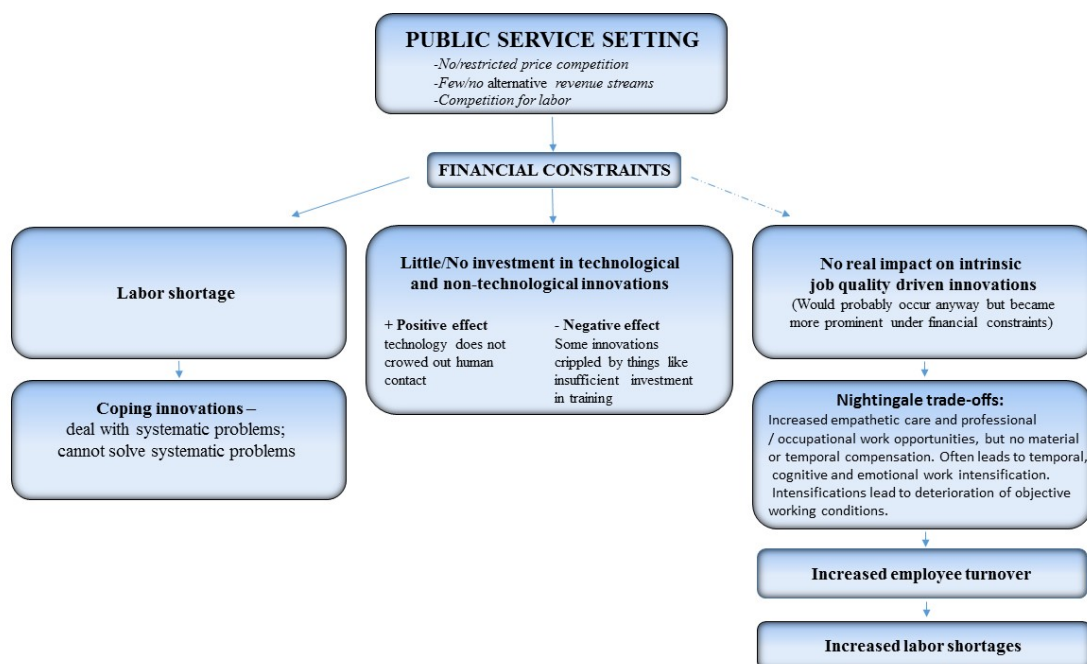 PUBLIC SERVICE SETTING
-No/restricted price competition
-Few/no alternative revenue streams
-Competition for labor
FINANCIAL CONSTRAINTS
Labor shortage
Coping innovations –
deal with systematic problems;
cannot solve systematic problems
Little/No investment in technological
and non-technological innovations
+ Positive effect
technology does not
crowed out human
contact
- Negative effect
Some innovations
crippled by things like
insufficient investment
in training
No real impact on intrinsic
job quality driven innovations
(Would probably occur anyway but became
more prominent under financial constraints)
Nightingale trade-offs:
Increased empathetic care and professional
/ occupational work opportunities, but no material
or temporal compensation. Often leads to temporal,
cognitive and emotional work intensification.
Intensifications lead to deterioration of objective
working conditions.
Increased employee turnover
Increased labor shortages